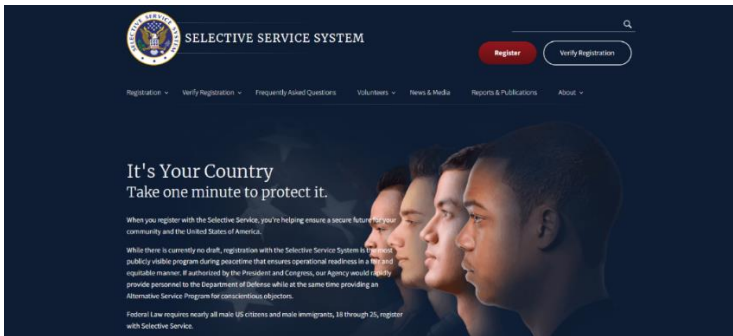 SELECTIVE SERVICE SYSTEM
SELECTIVE SERVICE SYSTEM
Register
Verify Registration
Registration
Verify Registration
Frequently Asked Questions
Volunteers
News & Media
Reports & Publications
About
It's Your Country
Take one minute to protect it.
When you register with the Selective Service, you're helping ensure a secure future for your
community and the United States of America.
While there is currently no draft, registration with the Selective Service System is the most
publicly visible program during peacetime that ensures operational readiness in a fair and
equitable manner. If authorized by the President and Congress, our Agency would rapidly
provide personnel to the Department of Defense while at the same time providing an
Alternative Service Program for conscientious objectors.
Federal Law requires nearly all male US citizens and male immigrants, 18 through 25, register
with Selective Service.